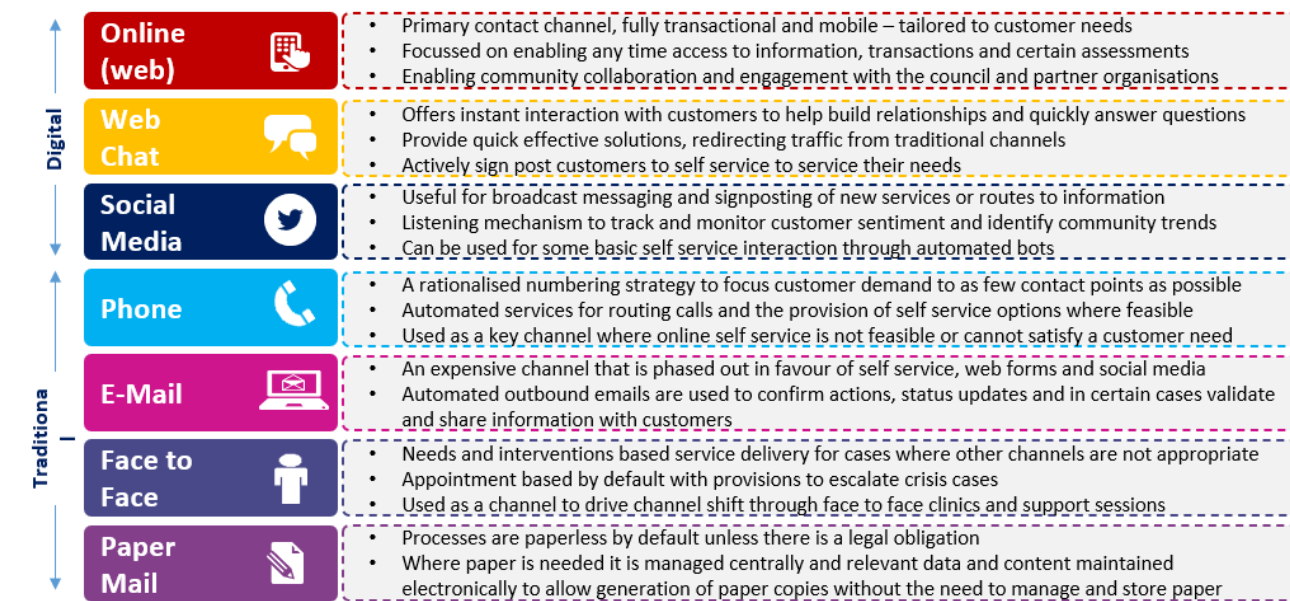 Digital
Online
(web)
• Primary contact channel, fully transactional and mobile – tailored to customer needs
• Focussed on enabling any time access to information, transactions and certain assessments
• Enabling community collaboration and engagement with the council and partner organisations
Web
Chat
• Offers instant interaction with customers to help build relationships and quickly answer questions
• Provide quick effective solutions, redirecting traffic from traditional channels
• Actively sign post customers to self service to service their needs
Social
Media
• Useful for broadcast messaging and signposting of new services or routes to information
• Listening mechanism to track and monitor customer sentiment and identify community trends
• Can be used for some basic self service interaction through automated bots
Traditiona
l
Phone
• A rationalised numbering strategy to focus customer demand to as few contact points as possible
• Automated services for routing calls and the provision of self service options where feasible
• Used as a key channel where online self service is not feasible or cannot satisfy a customer need
E-Mail
• An expensive channel that is phased out in favour of self service, web forms and social media
• Automated outbound emails are used to confirm actions, status updates and in certain cases validate
and share information with customers
Face to
Face
• Needs and interventions based service delivery for cases where other channels are not appropriate
• Appointment based by default with provisions to escalate crisis cases
• Used as a channel to drive channel shift through face to face clinics and support sessions
Paper
Mail
• Processes are paperless by default unless there is a legal obligation
• Where paper is needed it is managed centrally and relevant data and content maintained
electronically to allow generation of paper copies without the need to manage and store paper